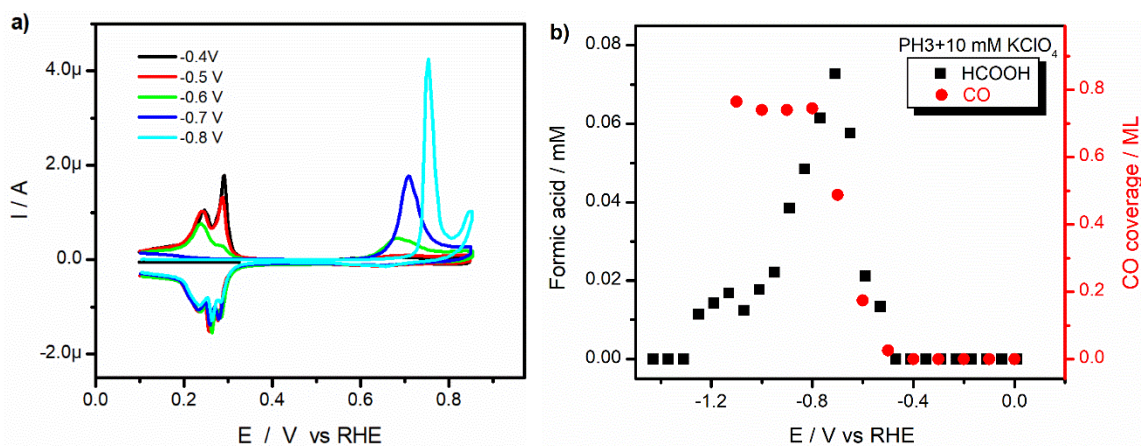 a)
4.0µ
2.0µ
0.0
-2.0µ
I / A
-0.4V
-0.5 V
-0.6 V
-0.7 V
-0.8 V
0.0 0.2 0.4 0.6 0.8
E / V vs RHE
b)
0.08
0.06
0.04
0.02
0.00
Formic acid / mM
PH3+10 mM KClO4
HCOOH
CO
0.8
0.6
0.4
0.2
0.0
CO coverage / ML
-1.2 -0.8 -0.4 0.0
E / V vs RHE